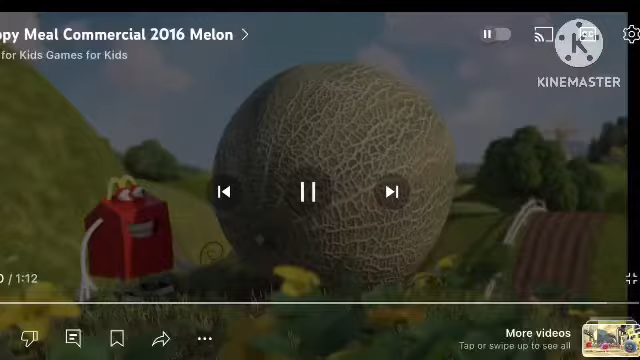 ppy Meal Commercial 2016 Melon
for Kids Games for Kids
CC
KINEMASTER
/ 1:12
More videos
Tap or swipe up to see all